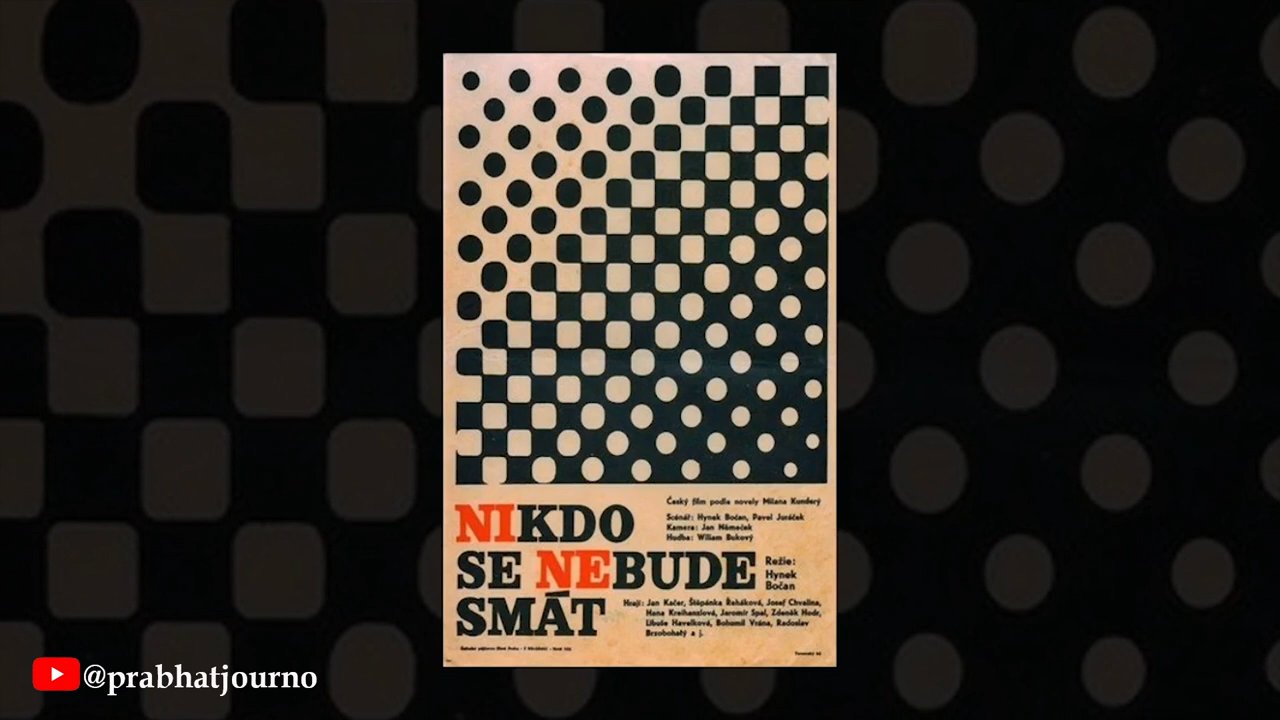 NIKDO
SE NEBUDE
SMÁT
Český film podle novely Milana Kundery
Scénář: Hynek Bočan, Pavel Juráček
Kamera: Jan Němeček
Hudba: Wiliam Bukový
Režie:
Hynek
Bočan
Hrají: Jan Kačer, Štěpánka Řeháková, Josef Chvalina,
Hana Kreihanzlová, Jaromír Spal, Zdeněk Hodr,
Libuše Havelková, Bohumil Vrána, Radoslav
Brzobohatý a j.
@prabhatjourno